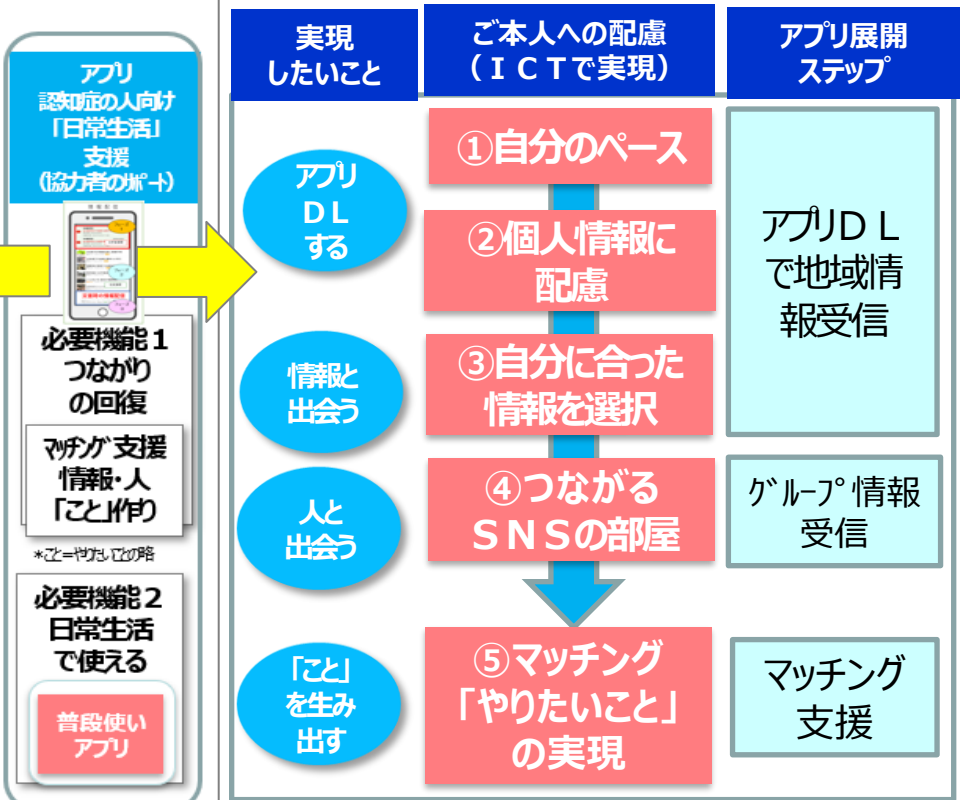 アプリ
認知症の人向け
「日常生活」
支援
(協力者のサポート)
必要機能1
つながり
の回復
マッチング支援
情報・人
「こと」作り
*こと=やりたいことの略
必要機能2
日常生活
で使える
普段使い
アプリ
実現
したいこと
ご本人への配慮
(ICTで実現)
アプリ展開
ステップ
アプリ
DL
する
①自分のペース
②個人情報に
配慮
アプリDL
で地域情
報受信
情報と
出会う
③自分に合った
情報を選択
人と
出会う
④つながる
SNSの部屋
グループ情報
受信
「こと」
を生み
出す
⑤マッチング
「やりたいこと」
の実現
マッチング
支援